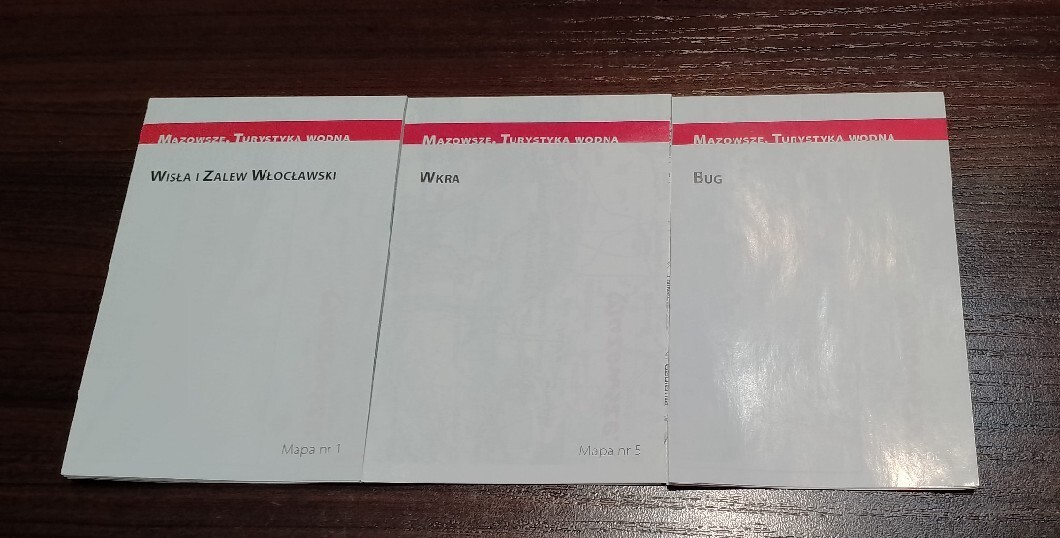 Mazowsze. Turystyka wodna
Wisła i Zalew Włocławski
Mapa nr 1
Mazowsze. Turystyka wodna
Wkra
Mapa nr 5
Mazowsze. Turystyka wodna
Bug